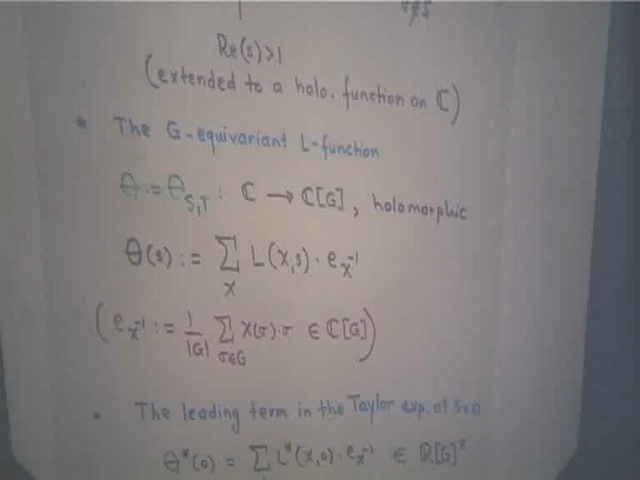 Re(s)>1
(extended to a holo. function on ℂ)
• The G-equivariant L-function
θ := θ_{S,T} : ℂ → ℂ[G], holomorphic
θ(s) := ∑_χ L(χ,s) · e_{χ^{-1}}
(e_{χ^{-1}} := 1/|G| ∑_{σ∈G} χ(σ)·σ ∈ ℂ[G])
• The leading term in the Taylor exp. at s=0
θ*(0) = ∑ L*(χ,0) · e_{χ^{-1}} ∈ ℝ[G]^×